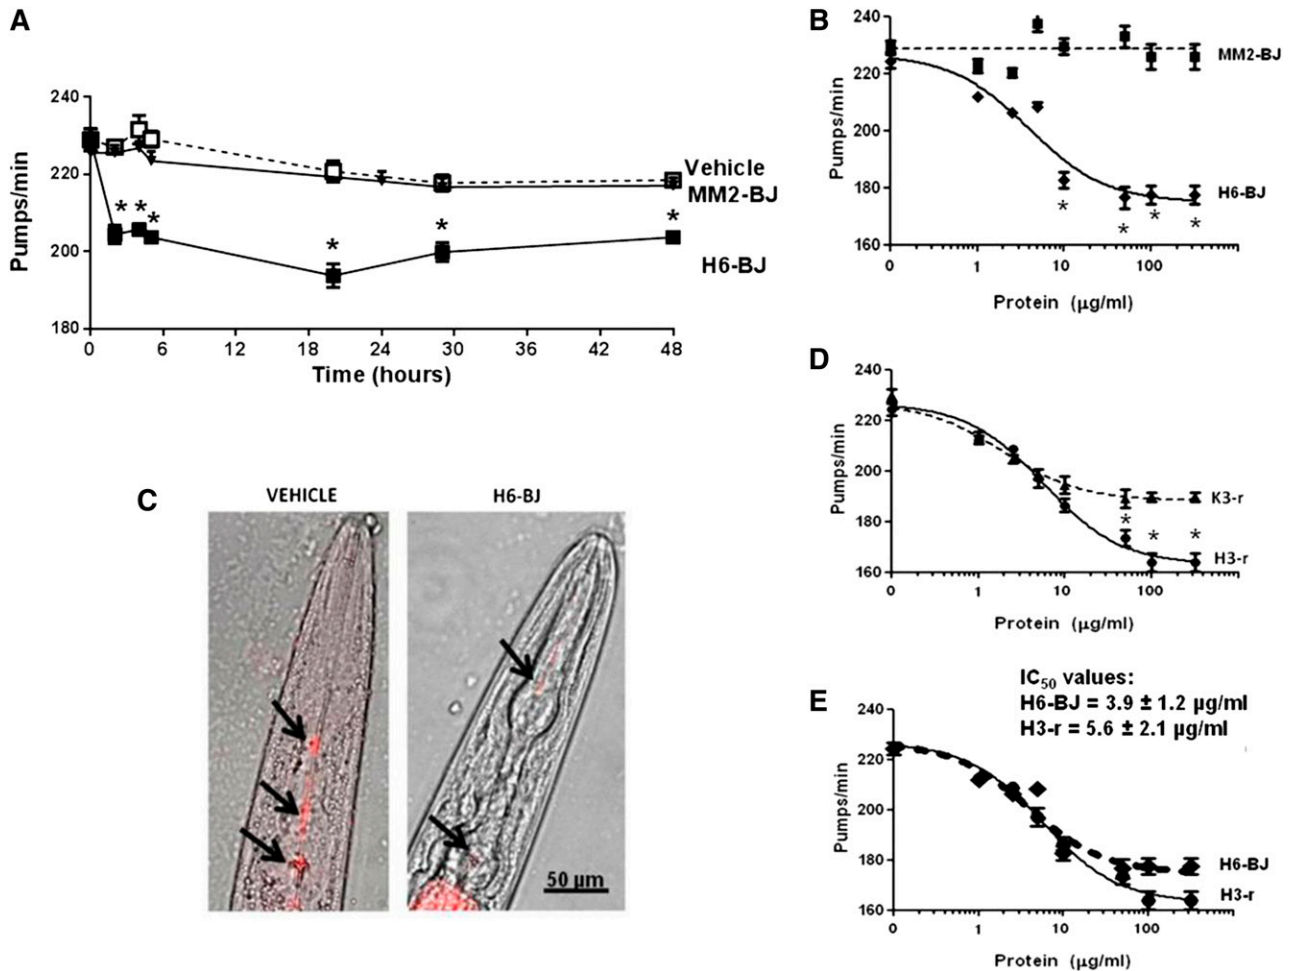 A
240
220
200
180
Pumps/min
* * *
*
*
*
Vehicle
MM2-BJ
H6-BJ
0 6 12 18 24 30 36 42 48
Time (hours)
B
240
220
200
180
160
Pumps/min
MM2-BJ
H6-BJ
*
*
*
*
0 1 10 100
Protein (µg/ml)
C
VEHICLE H6-BJ
50 µm
D
240
220
200
180
160
Pumps/min
K3-r
H3-r
*
*
*
0 1 10 100
Protein (µg/ml)
E
IC50 values:
H6-BJ = 3.9 ± 1.2 µg/ml
H3-r = 5.6 ± 2.1 µg/ml
240
220
200
180
160
Pumps/min
H6-BJ
H3-r
0 1 10 100
Protein (µg/ml)